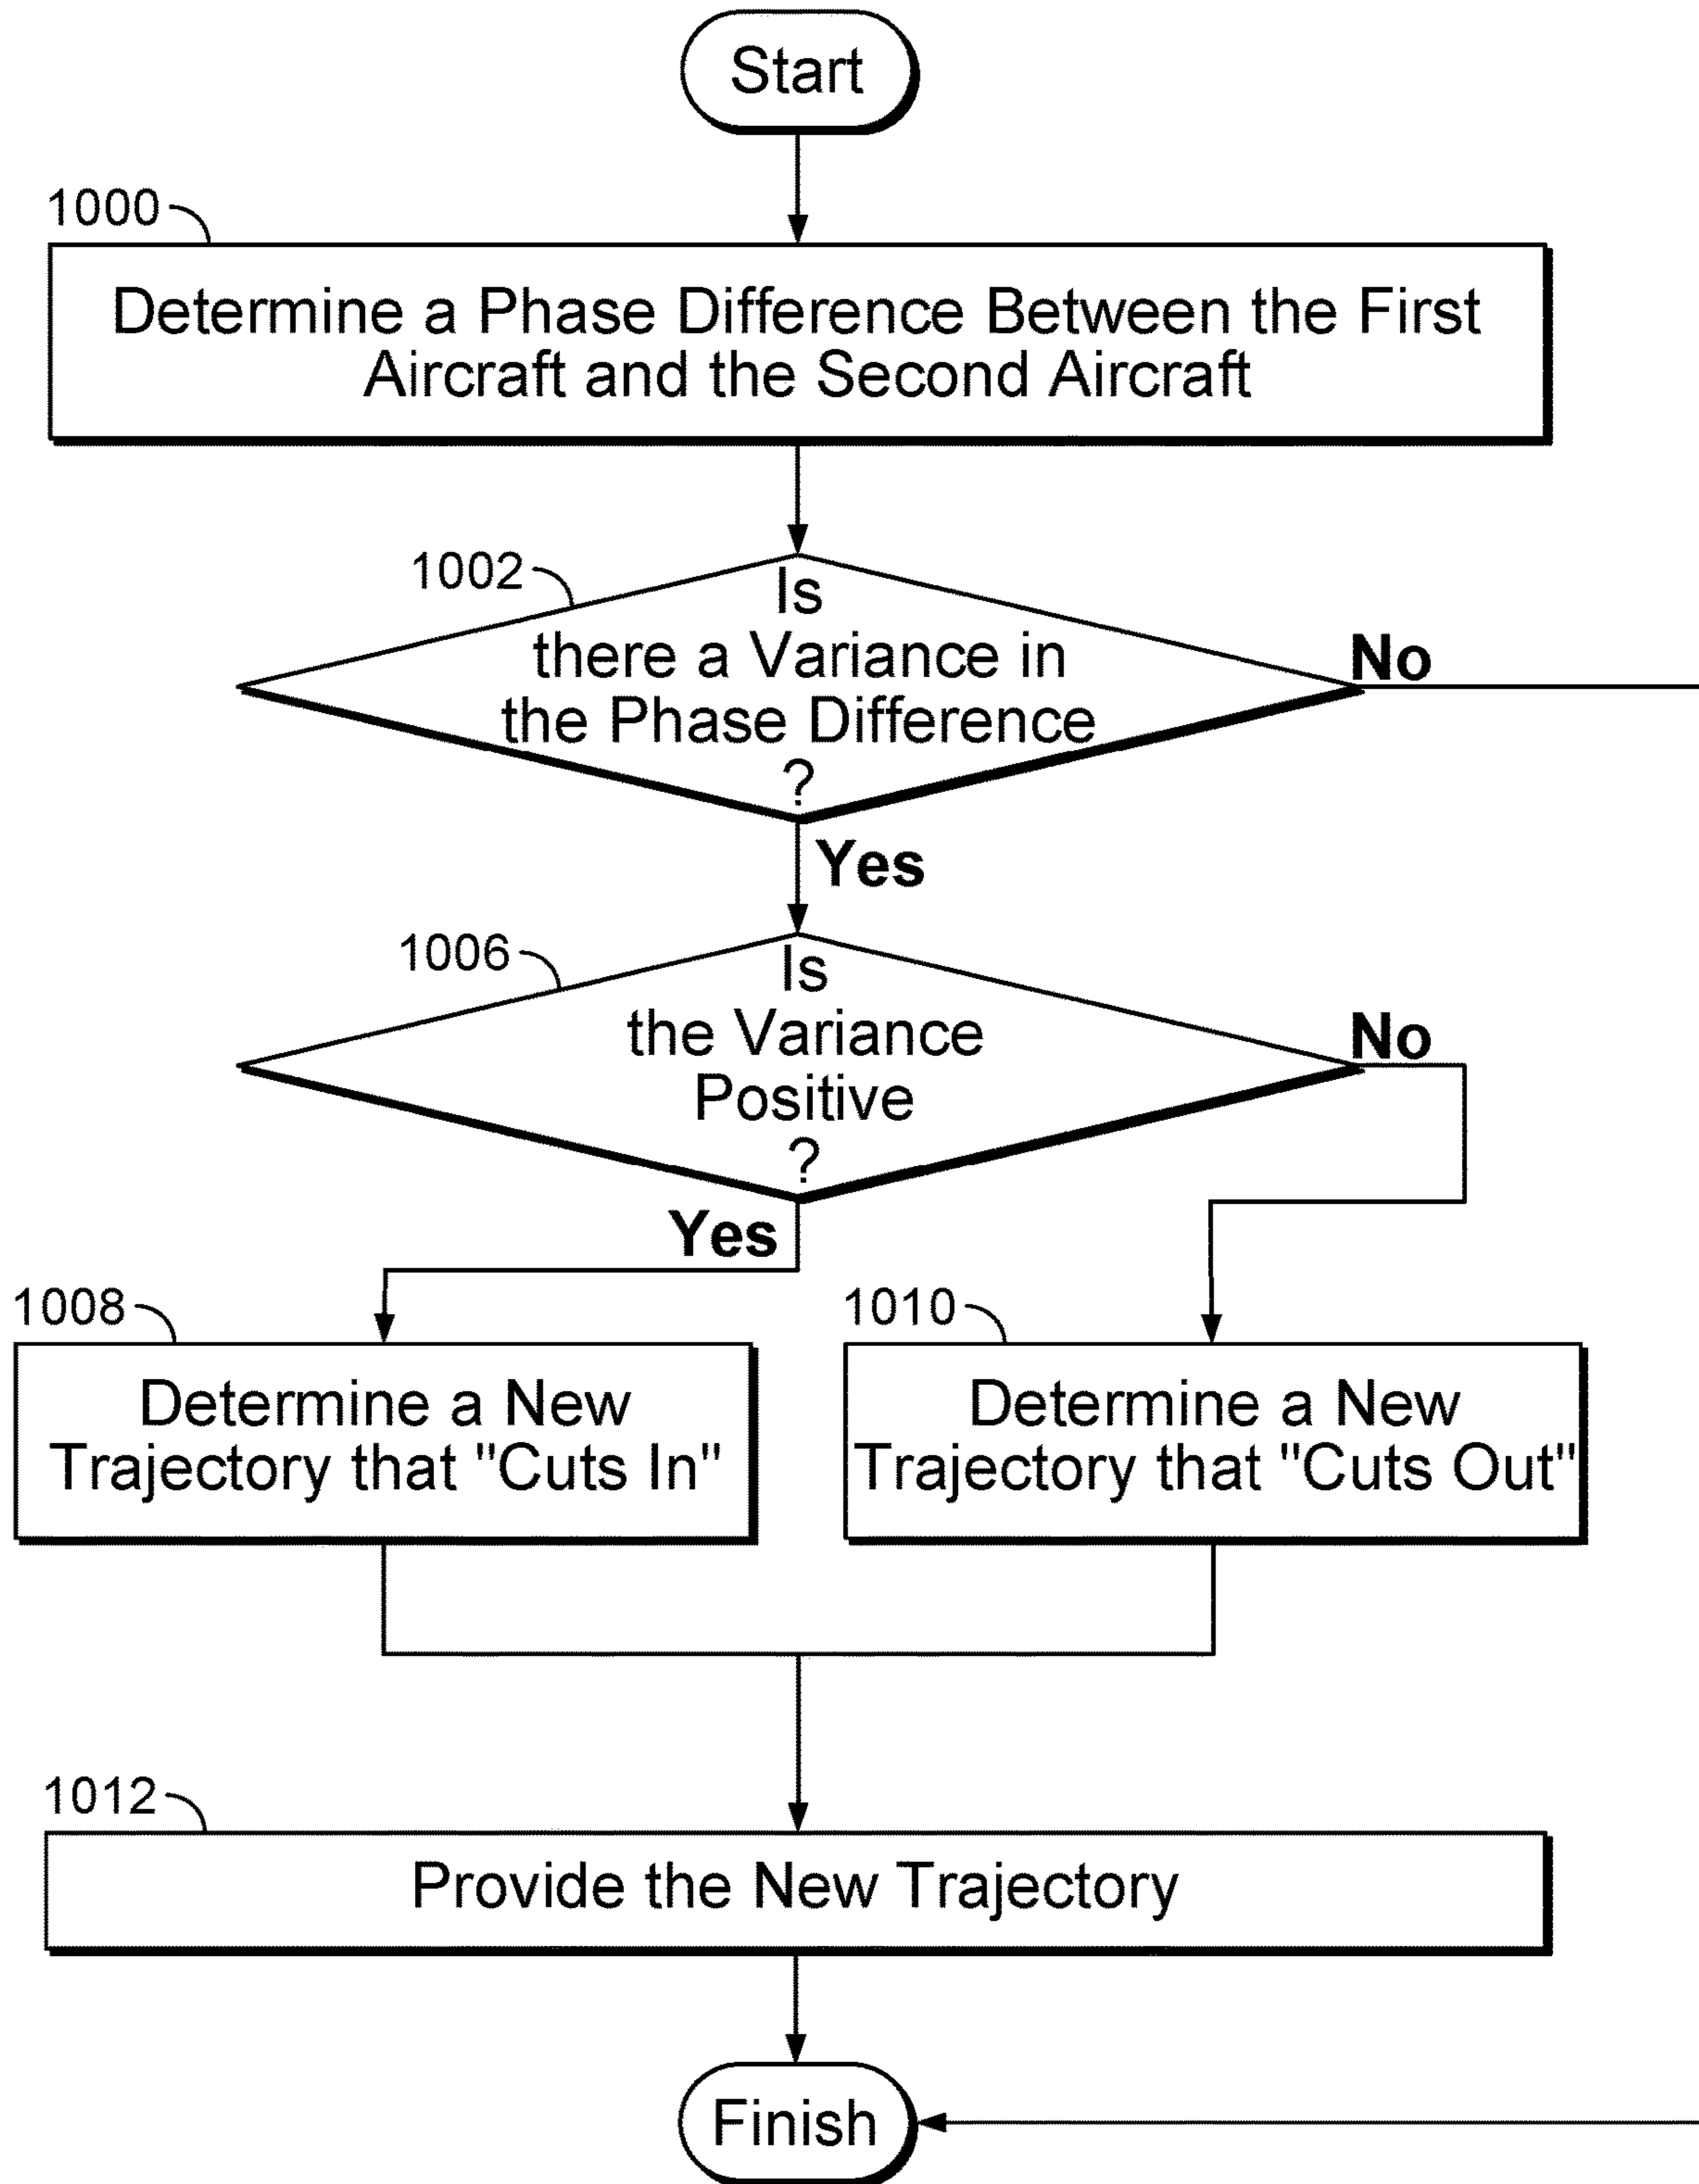 Start
1000
Determine a Phase Difference Between the First
Aircraft and the Second Aircraft
1002
Is
there a Variance in
the Phase Difference
?
No
Yes
1006
Is
the Variance
Positive
?
No
Yes
1008
Determine a New
Trajectory that "Cuts In"
1010
Determine a New
Trajectory that "Cuts Out"
1012
Provide the New Trajectory
Finish